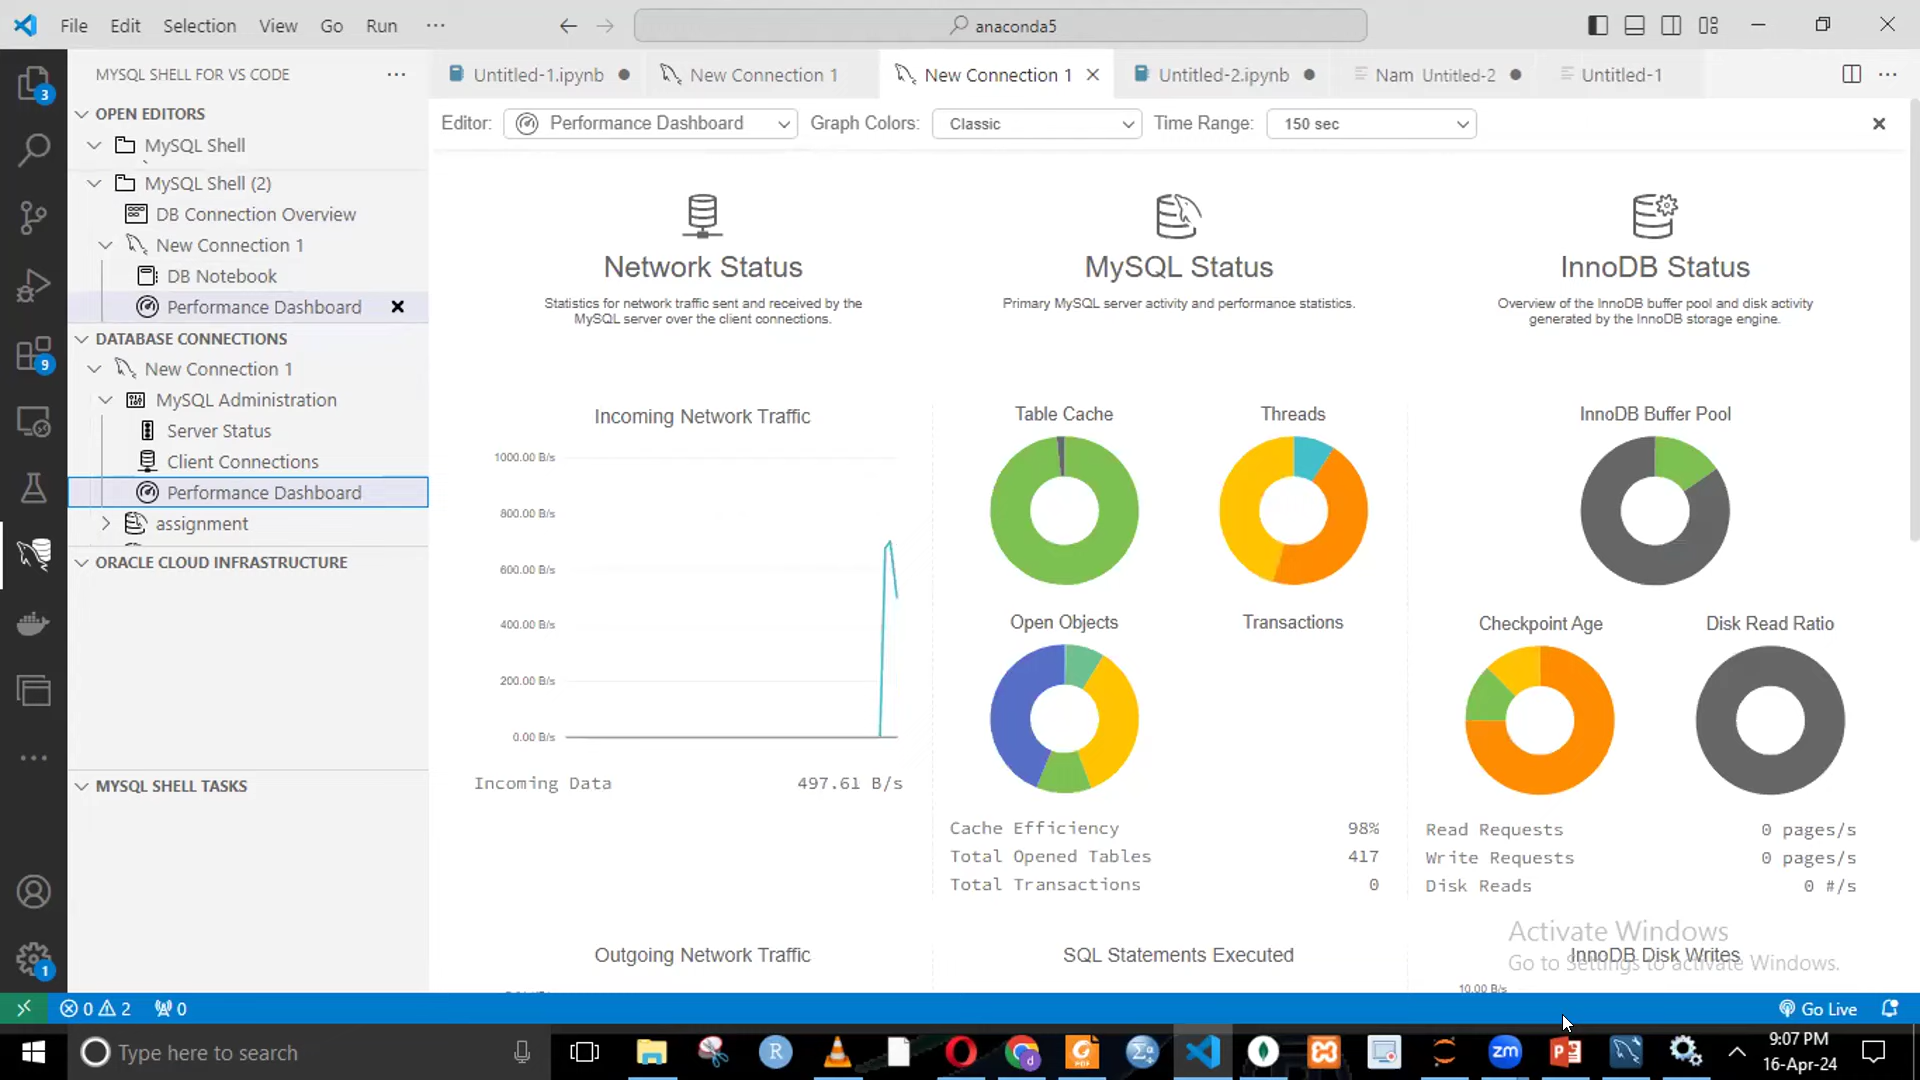 File Edit Selection View Go Run ···
anaconda5
MYSQL SHELL FOR VS CODE
Untitled-1.ipynb
New Connection 1
New Connection 1
Untitled-2.ipynb
Nam Untitled-2
Untitled-1
OPEN EDITORS
MySQL Shell
MySQL Shell (2)
DB Connection Overview
New Connection 1
DB Notebook
Performance Dashboard
DATABASE CONNECTIONS
New Connection 1
MySQL Administration
Server Status
Client Connections
Performance Dashboard
assignment
ORACLE CLOUD INFRASTRUCTURE
MYSQL SHELL TASKS
3
9
1
Editor: Performance Dashboard Graph Colors: Classic Time Range: 150 sec
Network Status
Statistics for network traffic sent and received by the
MySQL server over the client connections.
MySQL Status
Primary MySQL server activity and performance statistics.
InnoDB Status
Overview of the InnoDB buffer pool and disk activity
generated by the InnoDB storage engine.
Incoming Network Traffic
1000.00 B/s
800.00 B/s
600.00 B/s
400.00 B/s
200.00 B/s
0.00 B/s
Incoming Data 497.61 B/s
Table Cache
Threads
Open Objects
Transactions
Cache Efficiency 98%
Total Opened Tables 417
Total Transactions 0
InnoDB Buffer Pool
Checkpoint Age
Disk Read Ratio
Read Requests 0 pages/s
Write Requests 0 pages/s
Disk Reads 0 #/s
Outgoing Network Traffic
SQL Statements Executed
InnoDB Disk Writes
10.00 B/s
Activate Windows
Go to Settings to activate Windows.
0 2 0
Go Live
Type here to search
R
zm
9:07 PM
16-Apr-24